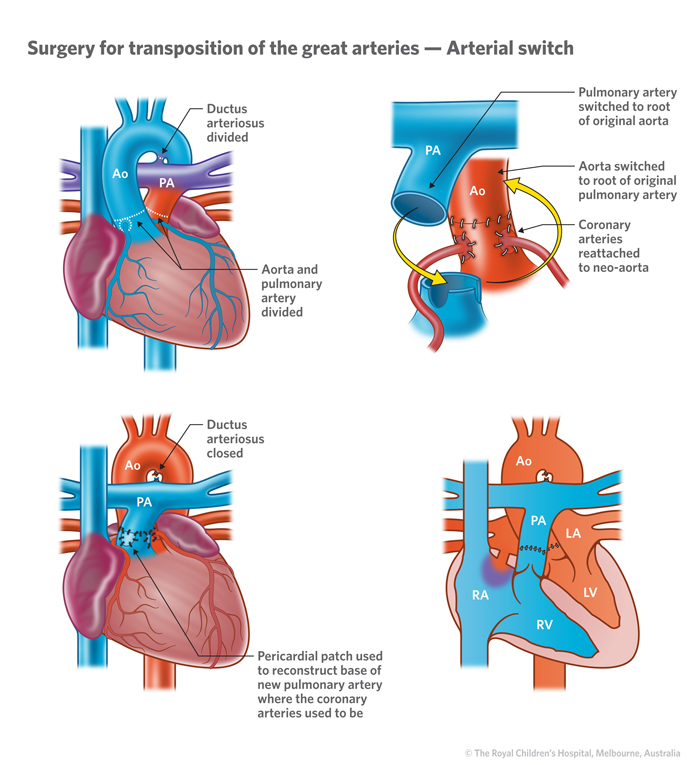 Surgery for transposition of the great arteries — Arterial switch
Ductus
arteriosus
divided
Ao
PA
Aorta and
pulmonary
artery
divided
Pulmonary artery
switched to root
of original aorta
PA
Ao
Aorta switched
to root of original
pulmonary artery
Coronary
arteries
reattached
to neo-aorta
Ductus
arteriosus
closed
Ao
PA
Pericardial patch used
to reconstruct base of
new pulmonary artery
where the coronary
arteries used to be
Ao
PA
LA
RA
LV
RV
© The Royal Children's Hospital, Melbourne, Australia